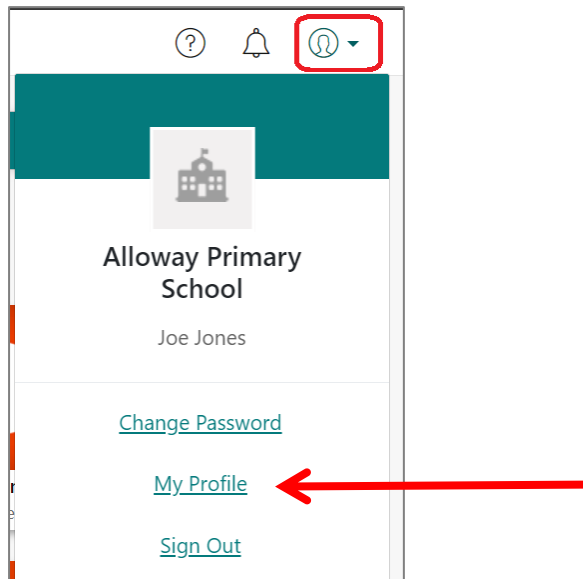 ?
Alloway Primary
School
Joe Jones
Change Password
My Profile
Sign Out